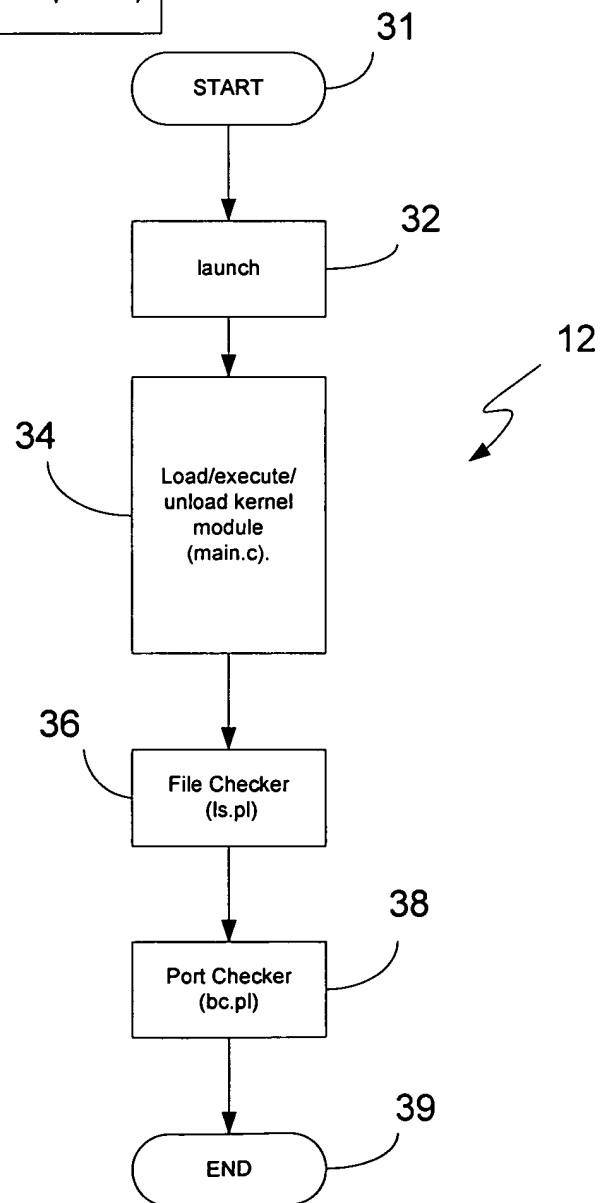 31
START
32
launch
12
34
Load/execute/
unload kernel
module
(main.c).
36
File Checker
(ls.pl)
38
Port Checker
(bc.pl)
39
END